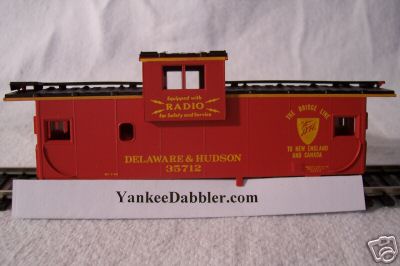 Equipped with
RADIO
For Safety and Service
THE BRIDGE LINE
TO NEW ENGLAND
AND CANADA
DELAWARE & HUDSON
35712
YankeeDabbler.com